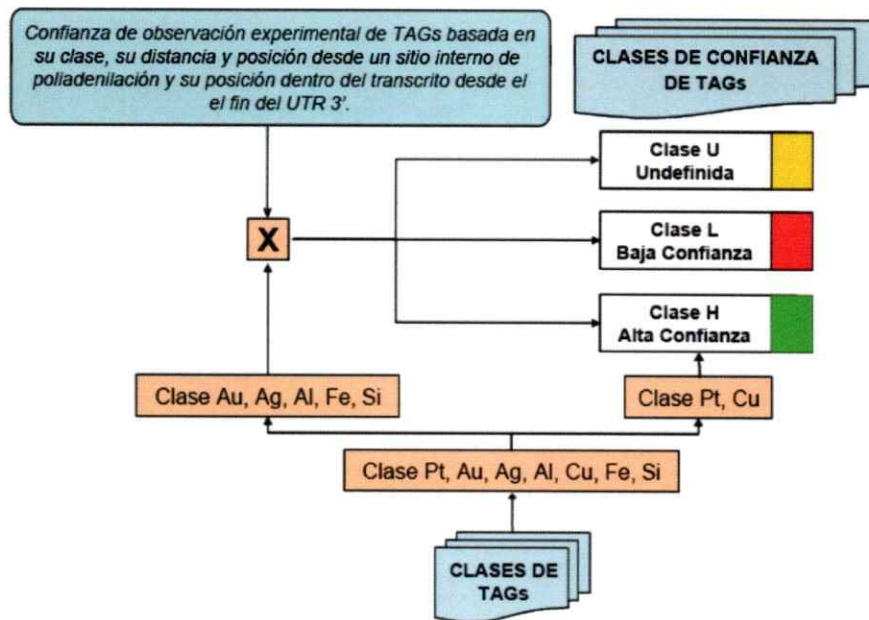 Confianza de observación experimental de TAGs basada en
su clase, su distancia y posición desde un sitio interno de
poliadenilación y su posición dentro del transcrito desde el
el fin del UTR 3'.
CLASES DE CONFIANZA
DE TAGs
Clase U
Undefinida
X
Clase L
Baja Confianza
Clase H
Alta Confianza
Clase Au, Ag, Al, Fe, Si
Clase Pt, Cu
Clase Pt, Au, Ag, Al, Cu, Fe, Si
CLASES DE
TAGs